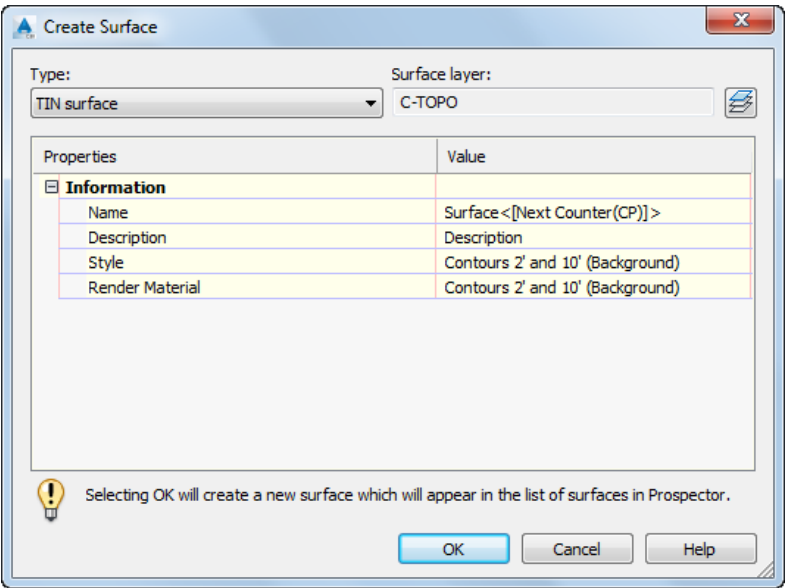 Create Surface
Type:
Surface layer:
TIN surface
C-TOPO
Properties
Value
Information
Name
Surface<[Next Counter(CP)]>
Description
Description
Style
Contours 2' and 10' (Background)
Render Material
Contours 2' and 10' (Background)
Selecting OK will create a new surface which will appear in the list of surfaces in Prospector.
OK
Cancel
Help